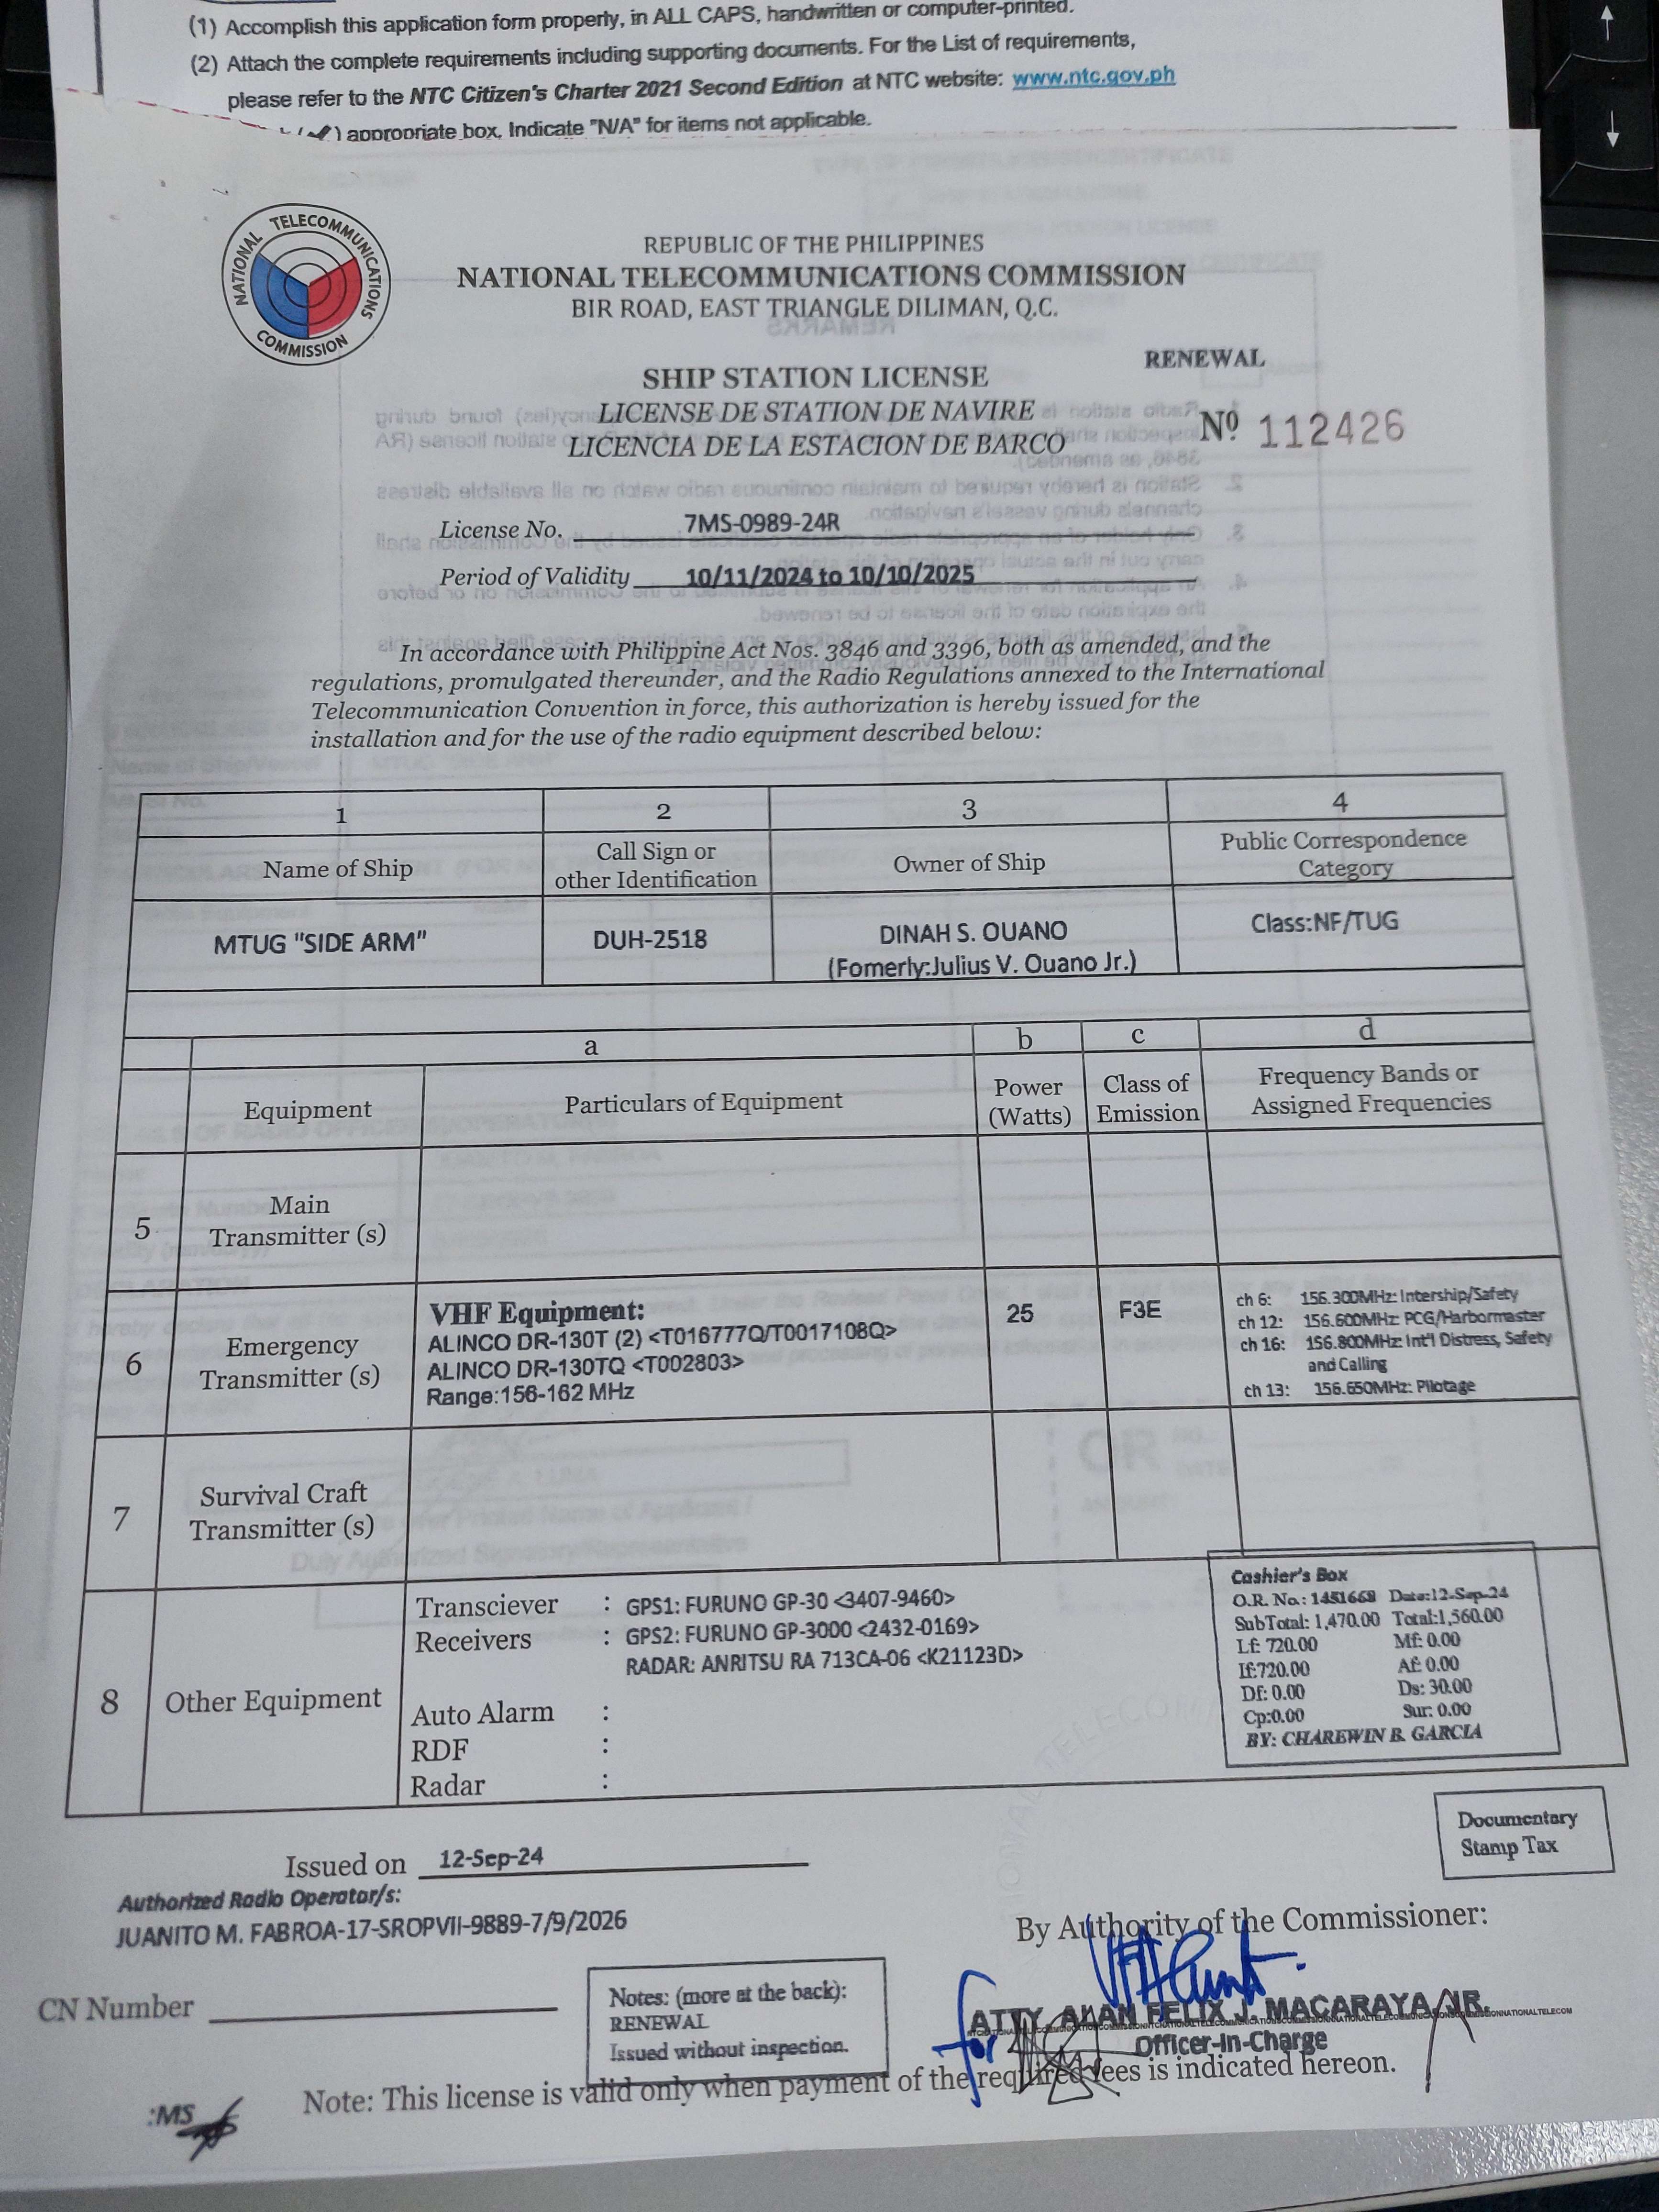 (1) Accomplish this application form properly, in ALL CAPS, handwritten or computer-printed.
(2) Attach the complete requirements including supporting documents. For the List of requirements,
please refer to the NTC Citizen's Charter 2021 Second Edition at NTC website: www.ntc.gov.ph
(✓) appropriate box. Indicate "N/A" for items not applicable.
NATIONAL TELECOMMUNICATIONS COMMISSION
REPUBLIC OF THE PHILIPPINES
NATIONAL TELECOMMUNICATIONS COMMISSION
BIR ROAD, EAST TRIANGLE DILIMAN, Q.C.
RENEWAL
SHIP STATION LICENSE
LICENSE DE STATION DE NAVIRE
LICENCIA DE LA ESTACION DE BARCO
Nº 112426
License No. 7MS-0989-24R
Period of Validity 10/11/2024 to 10/10/2025
In accordance with Philippine Act Nos. 3846 and 3396, both as amended, and the
regulations, promulgated thereunder, and the Radio Regulations annexed to the International
Telecommunication Convention in force, this authorization is hereby issued for the
installation and for the use of the radio equipment described below:
1 2 3 4
Name of Ship
Call Sign or
other Identification
Owner of Ship
Public Correspondence
Category
MTUG "SIDE ARM"
DUH-2518
DINAH S. OUANO
(Fomerly:Julius V. Ouano Jr.)
Class:NF/TUG
a b c d
Equipment
Particulars of Equipment
Power
(Watts)
Class of
Emission
Frequency Bands or
Assigned Frequencies
5
Main
Transmitter (s)
6
Emergency
Transmitter (s)
VHF Equipment:
ALINCO DR-130T (2) <T016777Q/T0017108Q>
ALINCO DR-130TQ <T002803>
Range:156-162 MHz
25
F3E
ch 6: 156.300MHz: Intership/Safety
ch 12: 156.600MHz: PCG/Harbormaster
ch 16: 156.800MHz: Int'l Distress, Safety
and Calling
ch 13: 156.650MHz: Pilotage
7
Survival Craft
Transmitter (s)
8
Other Equipment
Transciever : GPS1: FURUNO GP-30 <3407-9460>
Receivers : GPS2: FURUNO GP-3000 <2432-0169>
RADAR: ANRITSU RA 713CA-06 <K21123D>
Auto Alarm :
RDF :
Radar :
Cashier's Box
O.R. No.: 1451668 Date:12-Sep-24
SubTotal: 1,470.00 Total:1,560.00
Lf: 720.00 Mf: 0.00
If:720.00 Af: 0.00
Df: 0.00 Ds: 30.00
Cp:0.00 Sur: 0.00
BY: CHAREWIN B. GARCIA
Documentary
Stamp Tax
Issued on 12-Sep-24
Authorized Radio Operator/s:
JUANITO M. FABROA-17-SROPVII-9889-7/9/2026
By Authority of the Commissioner:
CN Number
Notes: (more at the back):
RENEWAL
Issued without inspection.
for
ATTY. ALAN FELIX J. MACARAYA, JR.
Officer-In-Charge
Note: This license is valid only when payment of the required fees is indicated hereon.
:MS